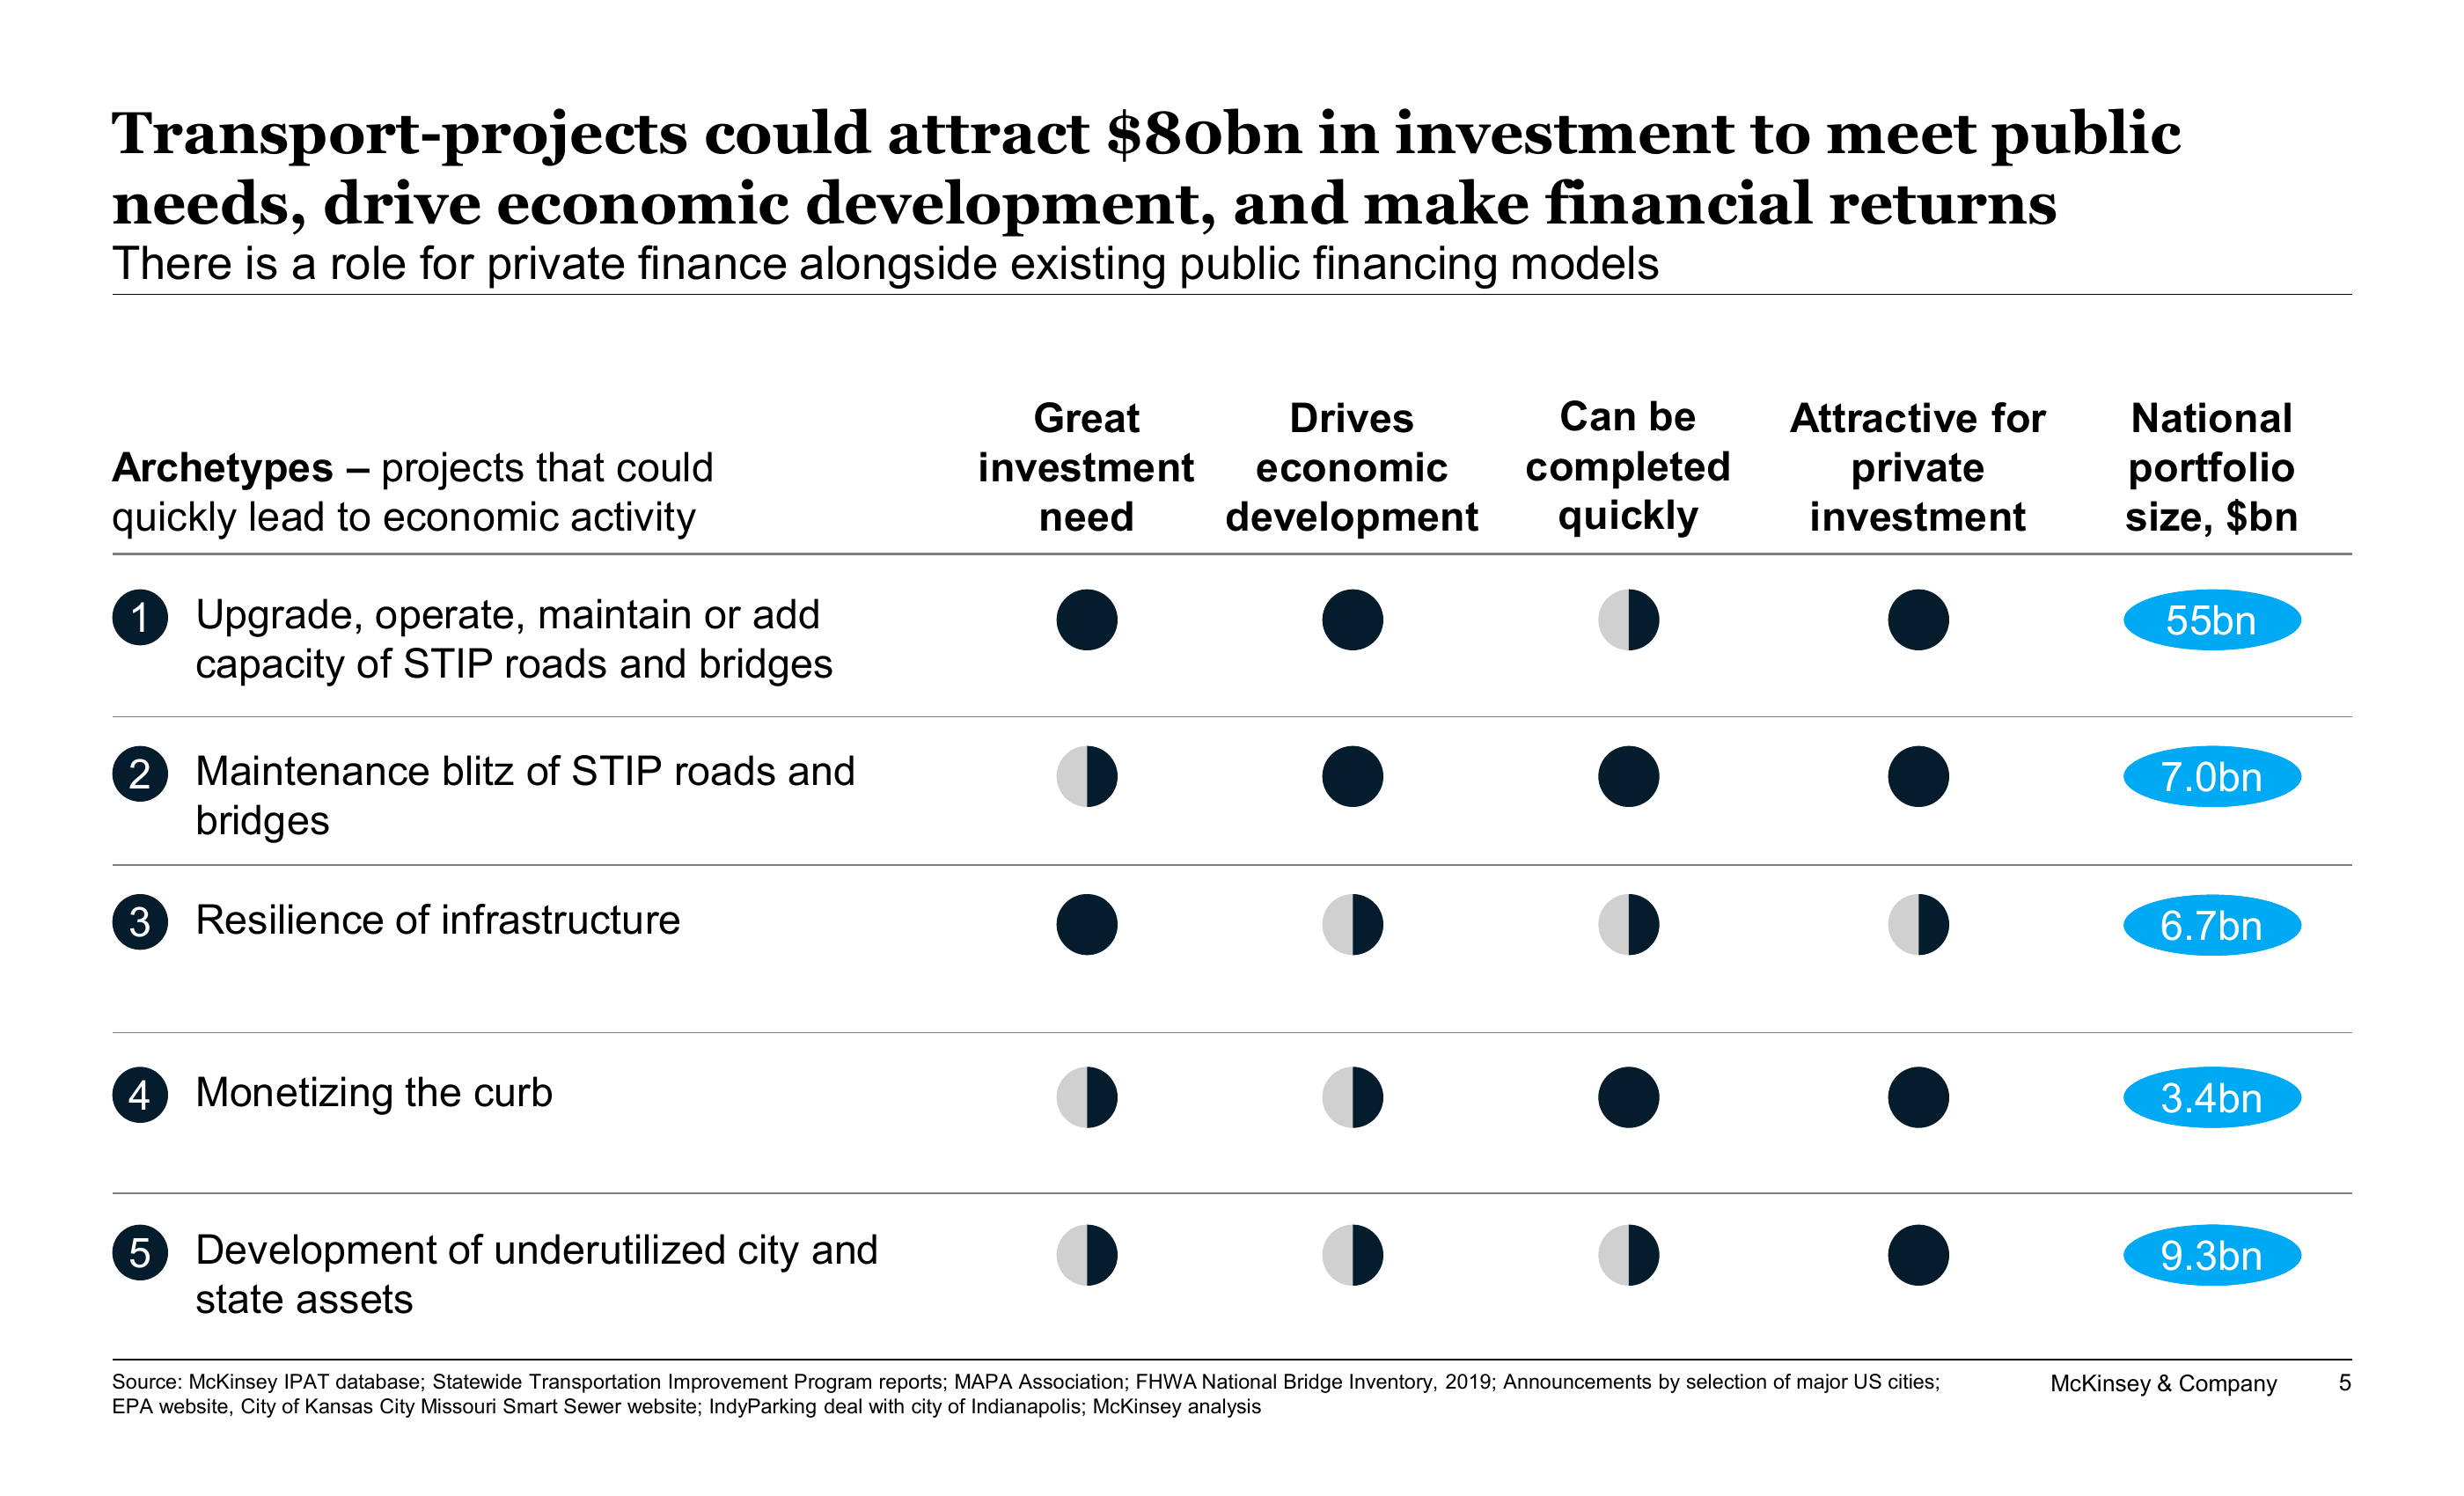 Transport-projects could attract $80bn in investment to meet public
needs, drive economic development, and make financial returns
There is a role for private finance alongside existing public financing models
Archetypes – projects that could
quickly lead to economic activity
Great
investment
need
Drives
economic
development
Can be
completed
quickly
Attractive for
private
investment
National
portfolio
size, $bn
1
Upgrade, operate, maintain or add
capacity of STIP roads and bridges
55bn
2
Maintenance blitz of STIP roads and
bridges
7.0bn
3
Resilience of infrastructure
6.7bn
4
Monetizing the curb
3.4bn
5
Development of underutilized city and
state assets
9.3bn
Source: McKinsey IPAT database; Statewide Transportation Improvement Program reports; MAPA Association; FHWA National Bridge Inventory, 2019; Announcements by selection of major US cities;
EPA website, City of Kansas City Missouri Smart Sewer website; IndyParking deal with city of Indianapolis; McKinsey analysis
McKinsey & Company
5